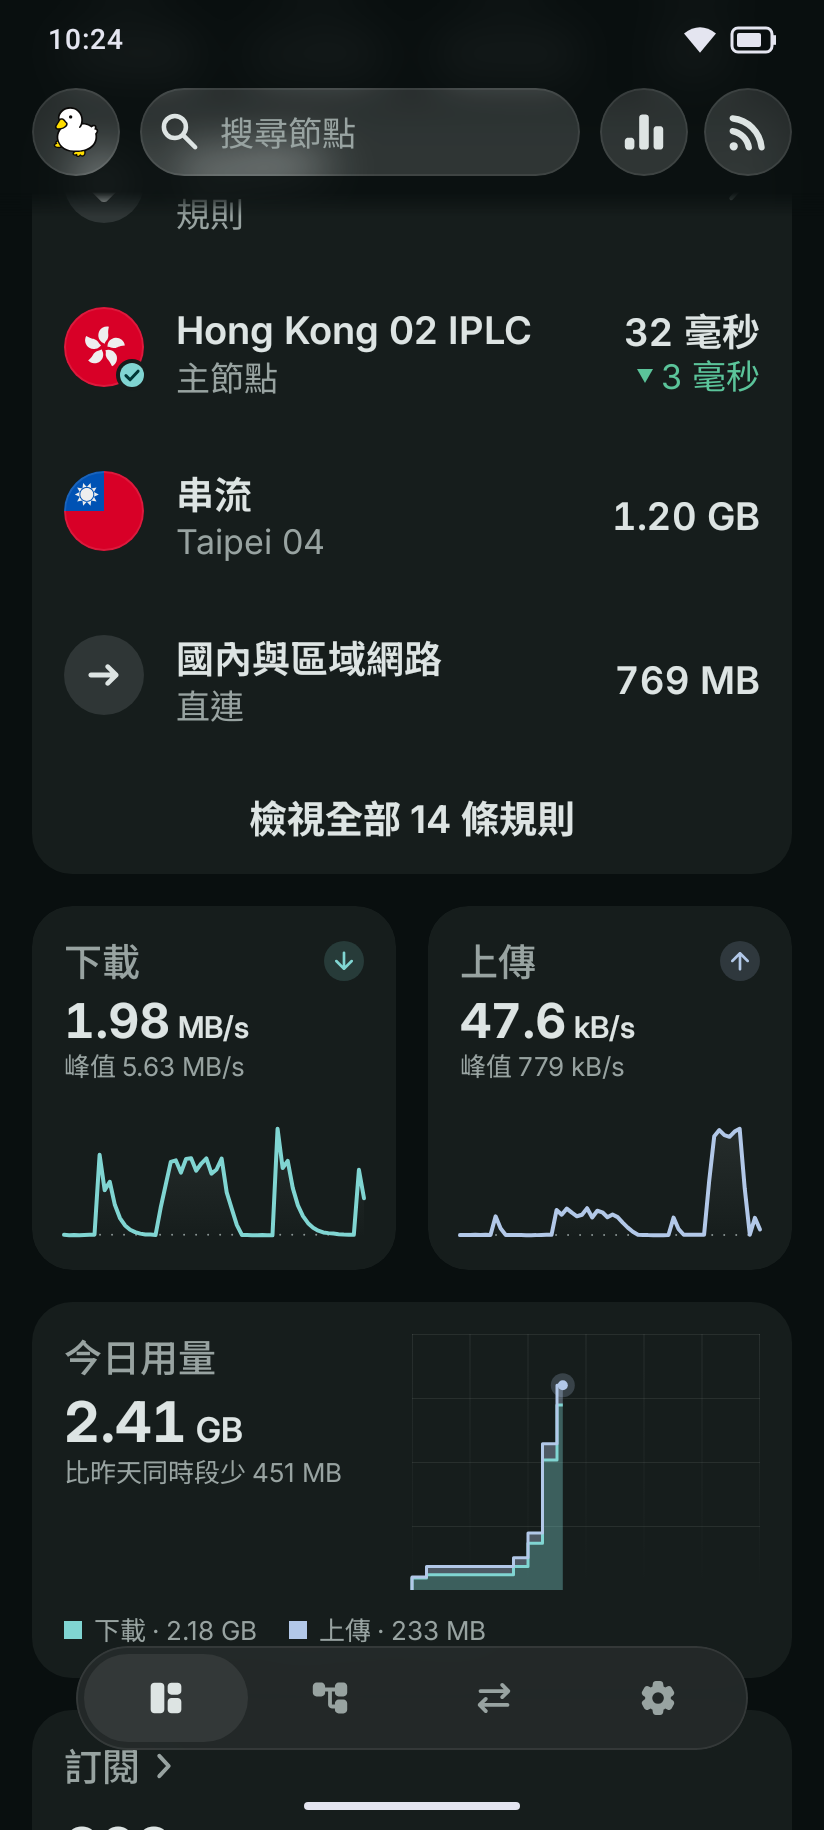 10:24
搜尋節點
規則
Hong Kong 02 IPLC
32 毫秒
主節點
▼3 毫秒
串流
1.20 GB
Taipei 04
國內與區域網路
769 MB
直連
檢視全部 14 條規則
下載
1.98 MB/s
峰值 5.63 MB/s
上傳
47.6 kB/s
峰值 779 kB/s
今日用量
2.41 GB
比昨天同時段少 451 MB
下載 · 2.18 GB
上傳 · 233 MB
訂閱